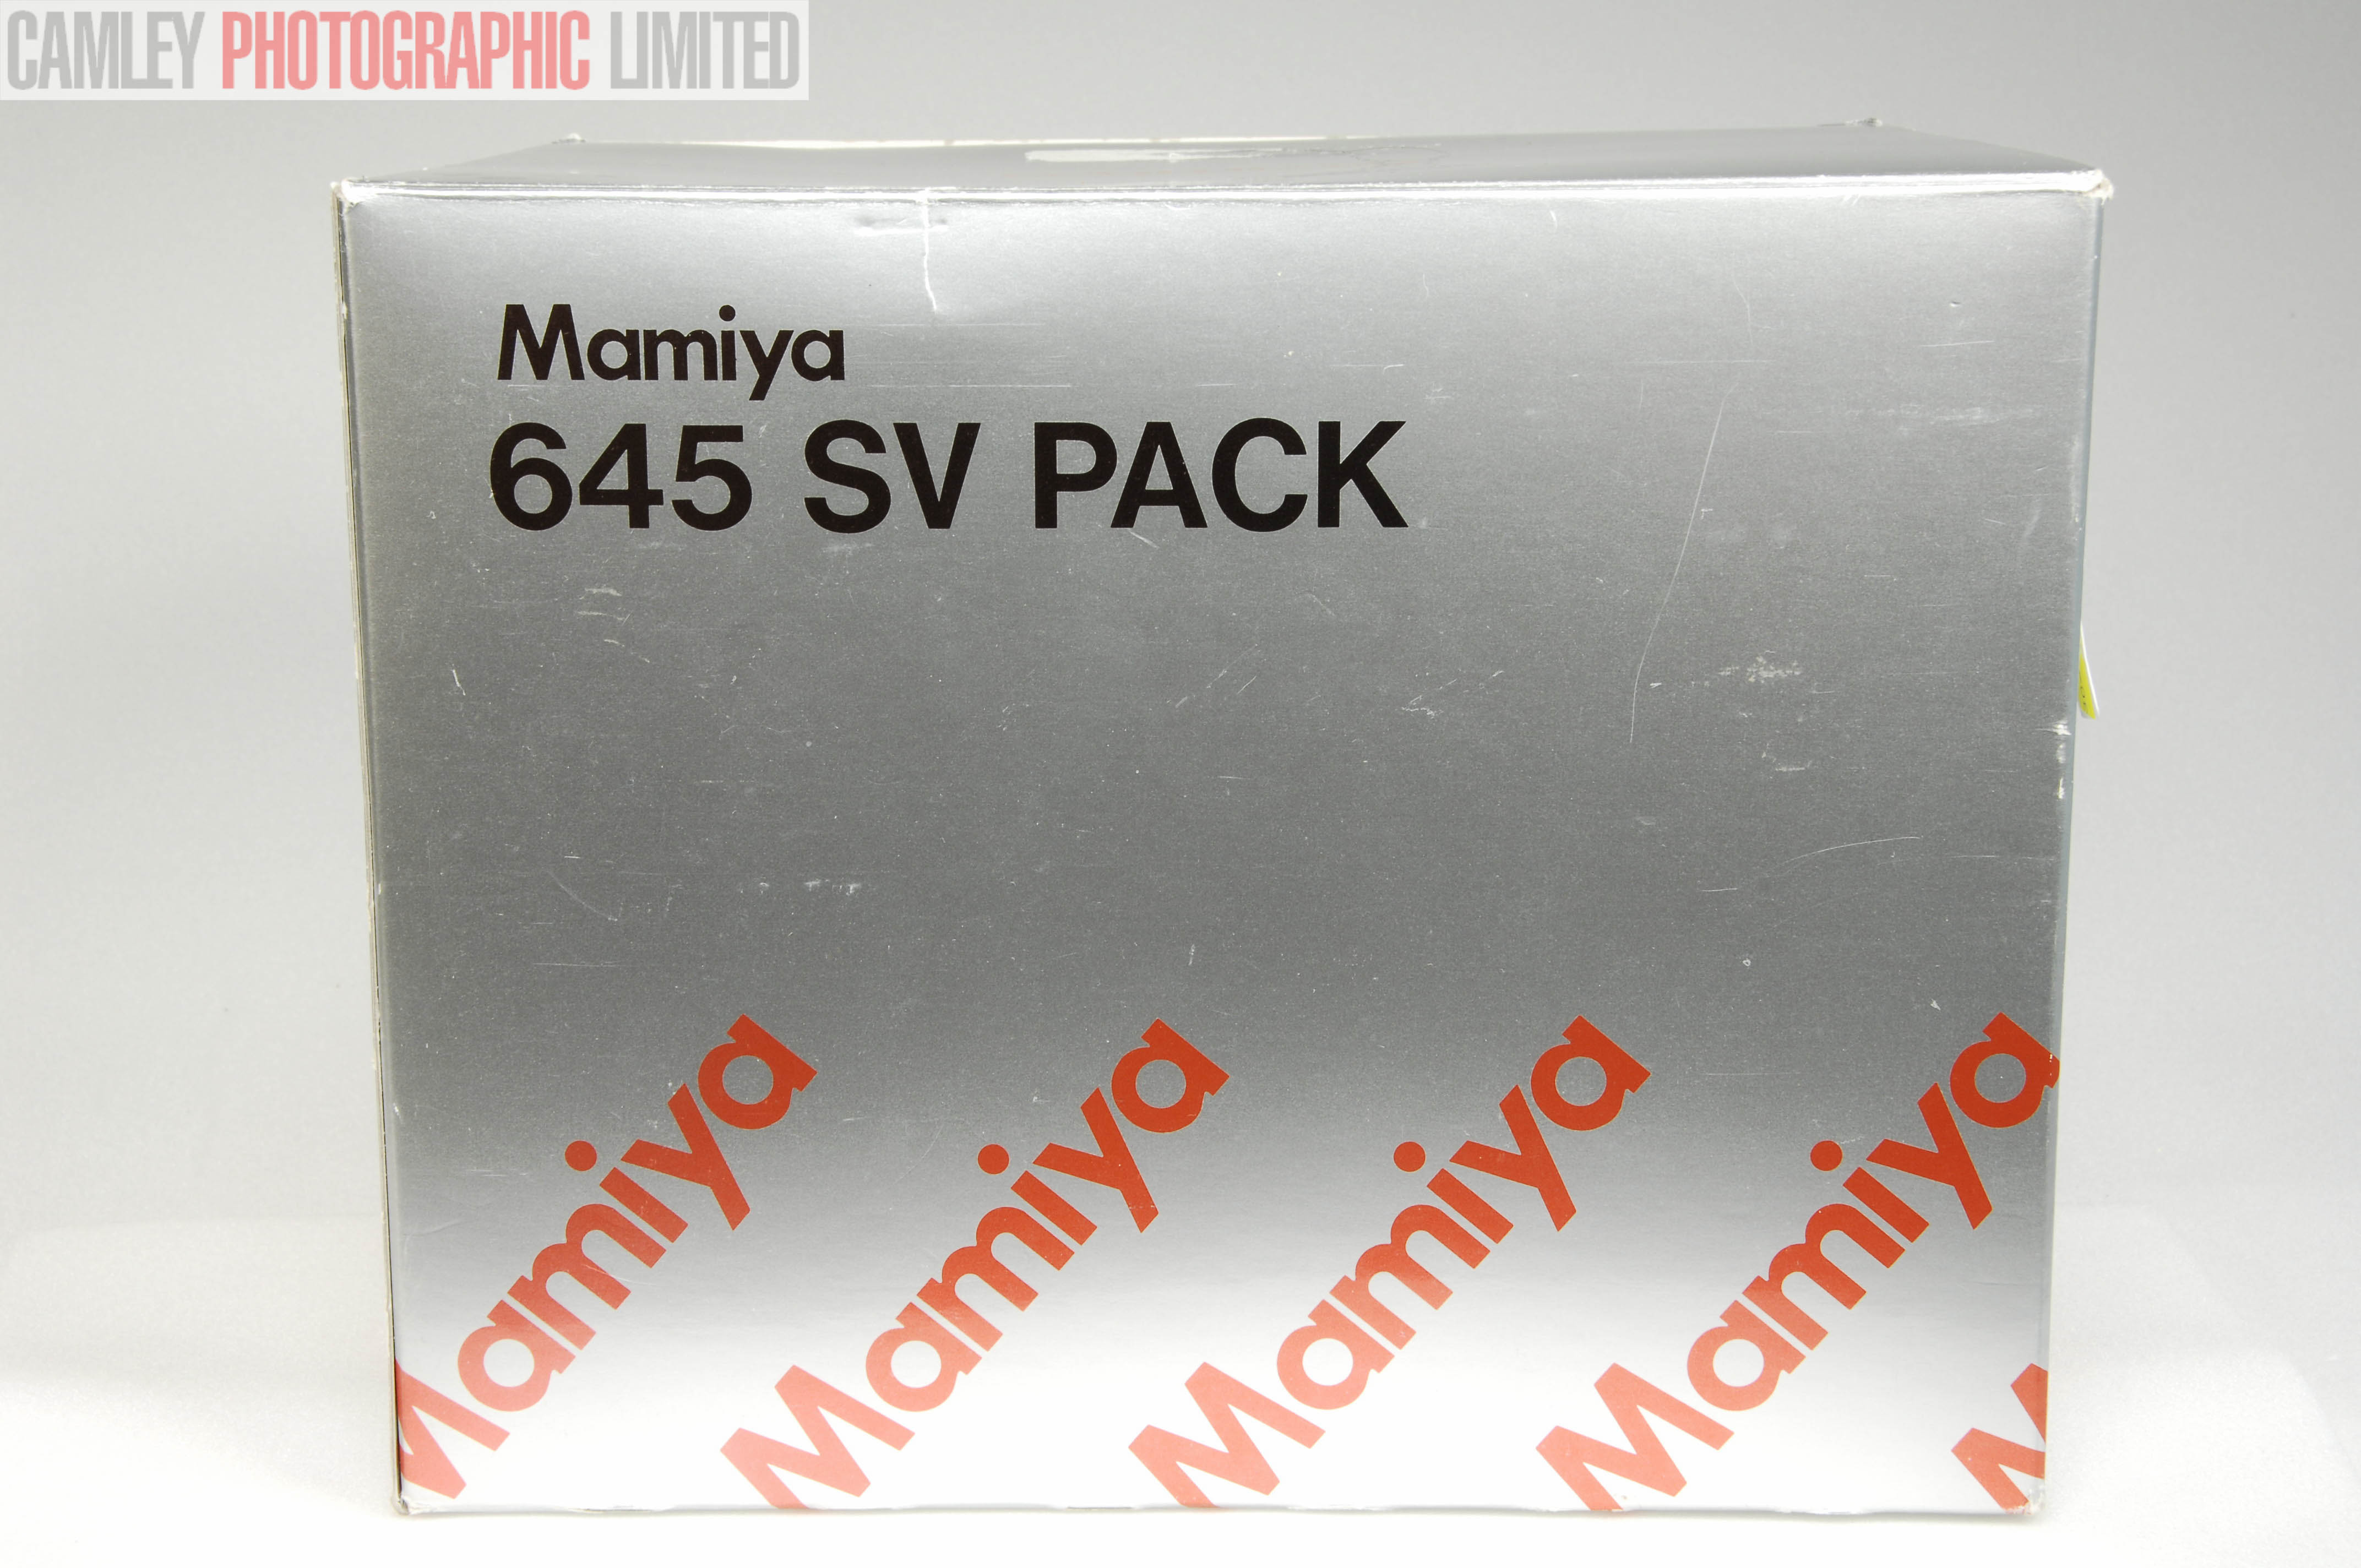 CAMLEY PHOTOGRAPHIC LIMITED
Mamiya
645 SV PACK
Mamiya Mamiya Mamiya Mamiya M